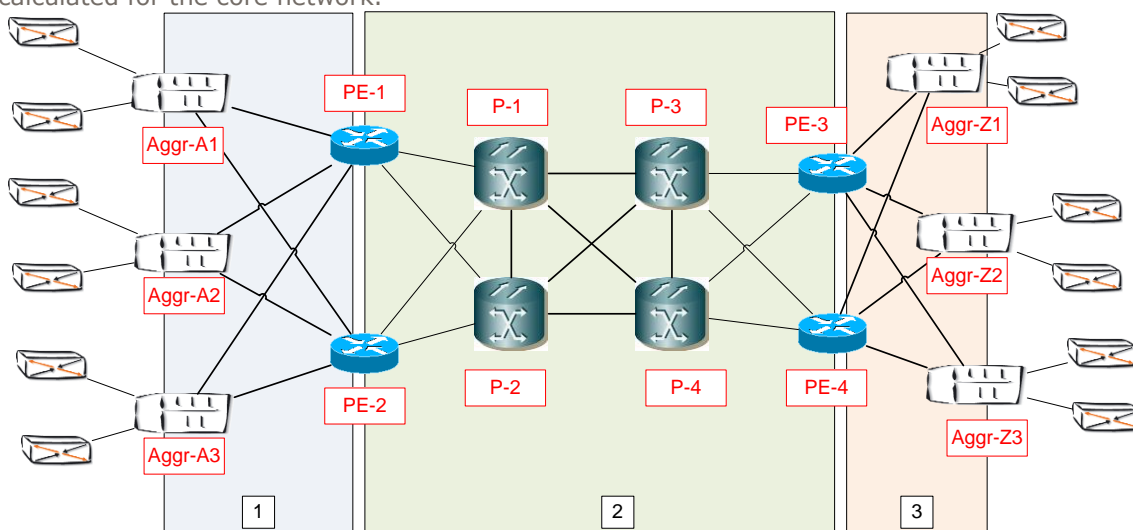 calculated for the core network.
PE-1
P-1
P-3
PE-3
Aggr-A1
Aggr-Z1
Aggr-A2
Aggr-Z2
PE-2
P-2
P-4
PE-4
Aggr-A3
Aggr-Z3
1
2
3